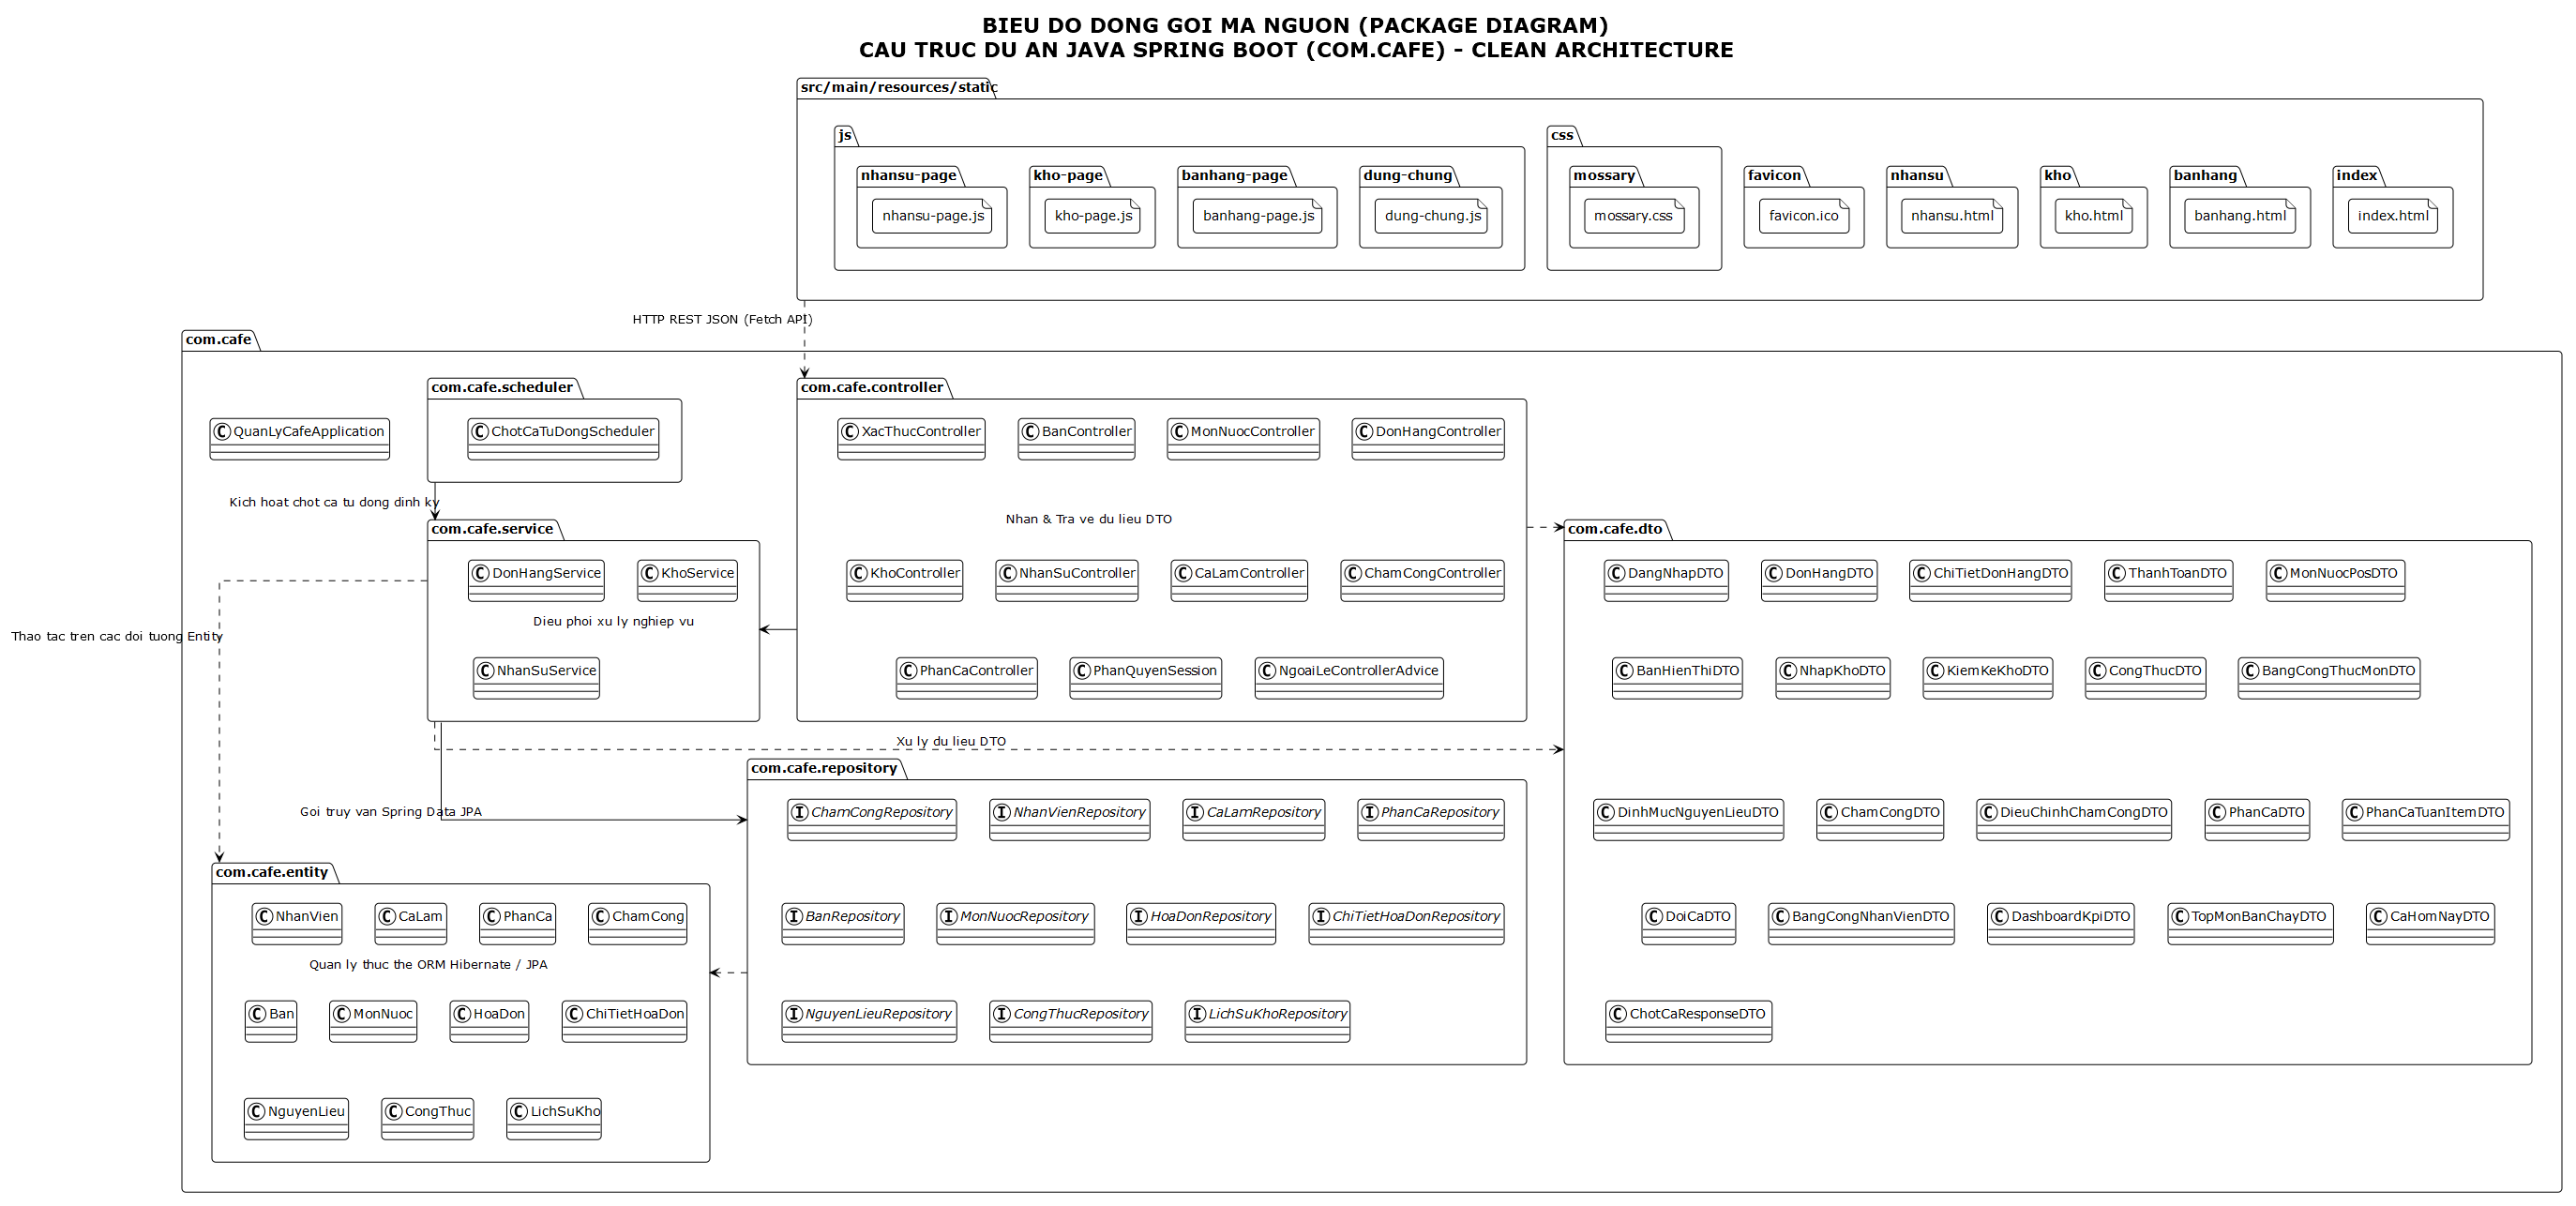 BIEU DO DONG GOI MA NGUON (PACKAGE DIAGRAM)
CAU TRUC DU AN JAVA SPRING BOOT (COM.CAFE) - CLEAN ARCHITECTURE
src/main/resources/static
js
nhansu-page
nhansu-page.js
kho-page
kho-page.js
banhang-page
banhang-page.js
dung-chung
dung-chung.js
css
mossary
mossary.css
favicon
favicon.ico
nhansu
nhansu.html
kho
kho.html
banhang
banhang.html
index
index.html
HTTP REST JSON (Fetch API)
com.cafe
C QuanLyCafeApplication
com.cafe.scheduler
C ChotCaTuDongScheduler
Kich hoat chot ca tu dong dinh ky
com.cafe.controller
C XacThucController
C BanController
C MonNuocController
C DonHangController
Nhan & Tra ve du lieu DTO
C KhoController
C NhanSuController
C CaLamController
C ChamCongController
C PhanCaController
C PhanQuyenSession
C NgoaiLeControllerAdvice
com.cafe.service
C DonHangService
C KhoService
Dieu phoi xu ly nghiep vu
C NhanSuService
Thao tac tren cac doi tuong Entity
Xu ly du lieu DTO
Goi truy van Spring Data JPA
com.cafe.dto
C DangNhapDTO
C DonHangDTO
C ChiTietDonHangDTO
C ThanhToanDTO
C MonNuocPosDTO
C BanHienThiDTO
C NhapKhoDTO
C KiemKeKhoDTO
C CongThucDTO
C BangCongThucMonDTO
C DinhMucNguyenLieuDTO
C ChamCongDTO
C DieuChinhChamCongDTO
C PhanCaDTO
C PhanCaTuanItemDTO
C DoiCaDTO
C BangCongNhanVienDTO
C DashboardKpiDTO
C TopMonBanChayDTO
C CaHomNayDTO
C ChotCaResponseDTO
com.cafe.repository
I ChamCongRepository
I NhanVienRepository
I CaLamRepository
I PhanCaRepository
I BanRepository
I MonNuocRepository
I HoaDonRepository
I ChiTietHoaDonRepository
I NguyenLieuRepository
I CongThucRepository
I LichSuKhoRepository
com.cafe.entity
C NhanVien
C CaLam
C PhanCa
C ChamCong
Quan ly thuc the ORM Hibernate / JPA
C Ban
C MonNuoc
C HoaDon
C ChiTietHoaDon
C NguyenLieu
C CongThuc
C LichSuKho